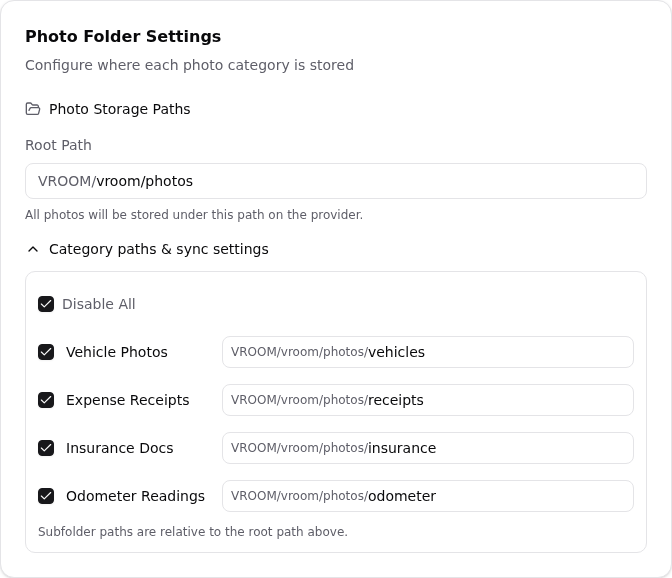 Photo Folder Settings
Configure where each photo category is stored
Photo Storage Paths
Root Path
VROOM/vroom/photos
All photos will be stored under this path on the provider.
Category paths & sync settings
Disable All
Vehicle Photos VROOM/vroom/photos/vehicles
Expense Receipts VROOM/vroom/photos/receipts
Insurance Docs VROOM/vroom/photos/insurance
Odometer Readings VROOM/vroom/photos/odometer
Subfolder paths are relative to the root path above.